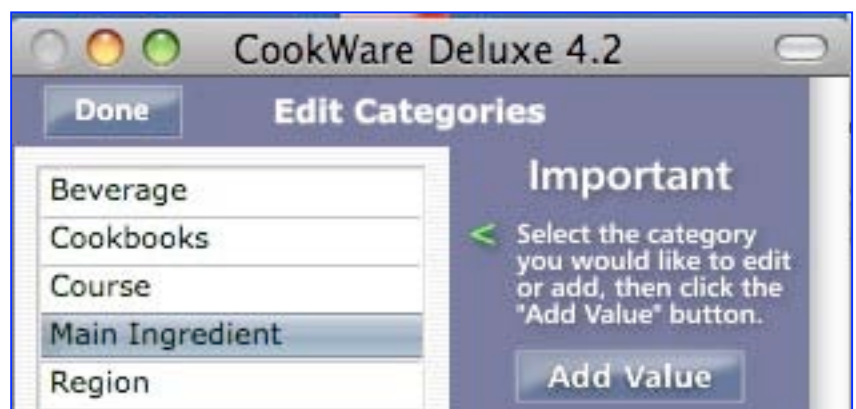 CookWare Deluxe 4.2
Done
Edit Categories
Beverage
Cookbooks
Course
Main Ingredient
Region
Important
< Select the category
you would like to edit
or add, then click the
"Add Value" button.
Add Value